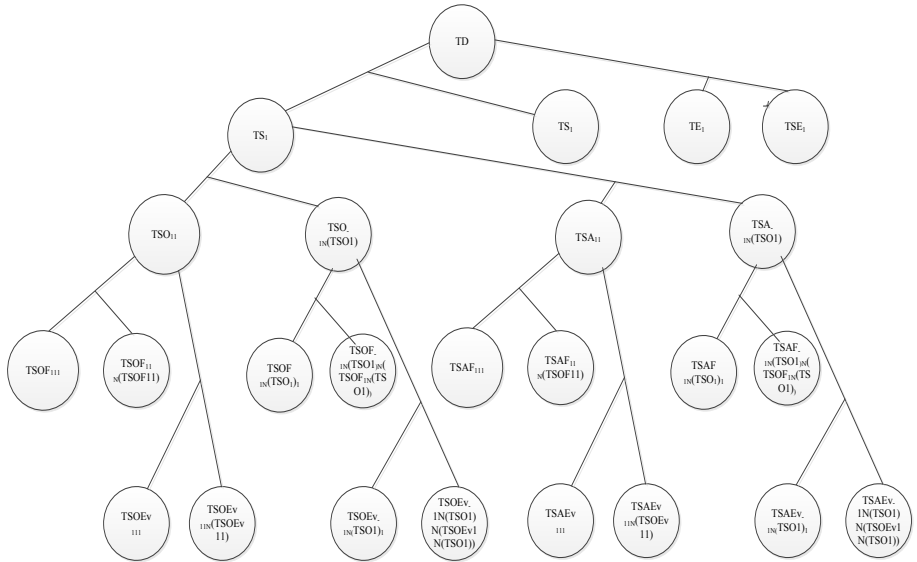 TD
TS₁
TS₁
TE₁
TSE₁
TSO₁₁
TSO-
₁N(TSO1)
TSA₁₁
TSA-
₁N(TSO1)
TSOF₁₁₁
TSOF₁₁
N(TSOF11)
TSOF
₁N(TSO₁)₁
TSOF-
₁N(TSO1)N(
TSOF₁N(TS
O1))
TSAF₁₁₁
TSAF₁₁
N(TSOF11)
TSAF
₁N(TSO₁)₁
TSAF-
₁N(TSO1)N(
TSOF₁N(TS
O1))
TSOEv
₁₁₁
TSOEv
₁₁N(TSOEv
11)
TSOEv-
₁N(TSO1)₁
TSOEv-
1N(TSO1)
N(TSOEv1
N(TSO1))
TSAEv
₁₁₁
TSAEv
₁₁N(TSOEv
11)
TSAEv-
₁N(TSO1)₁
TSAEv-
1N(TSO1)
N(TSOEv1
N(TSO1))